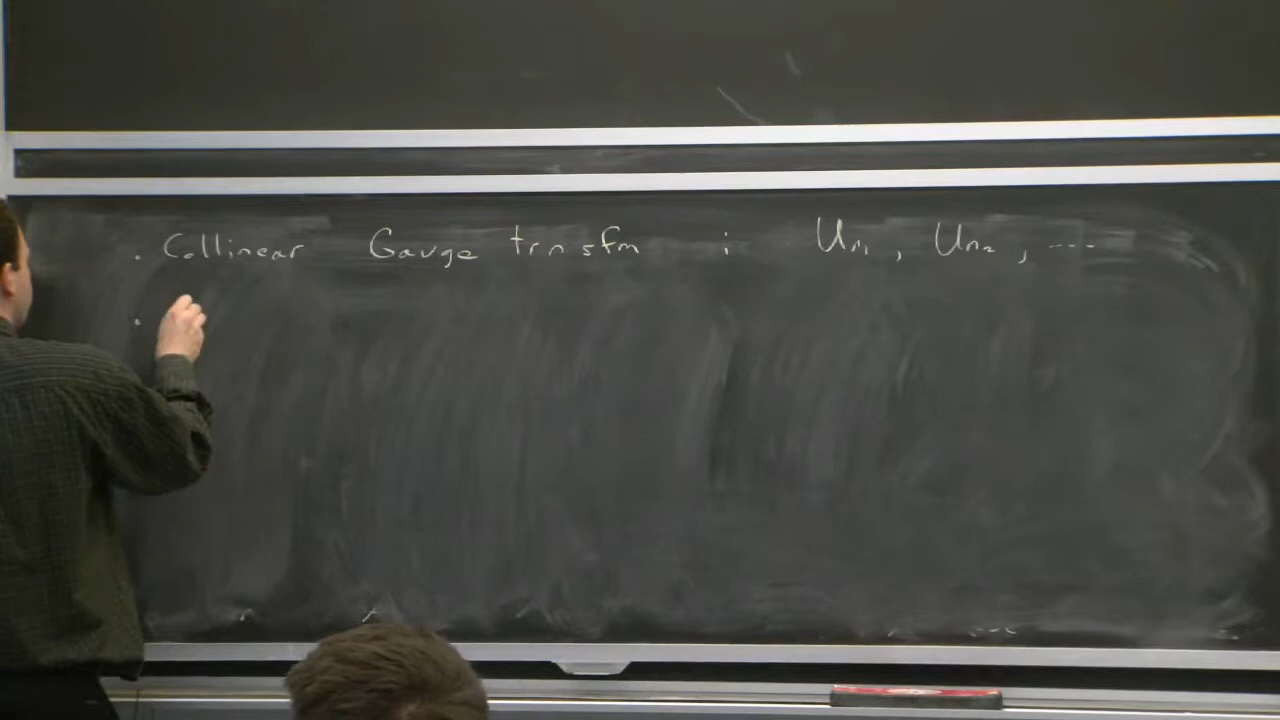 . Collinear Gauge trnsfm : Un₁, Un₂, ---
.